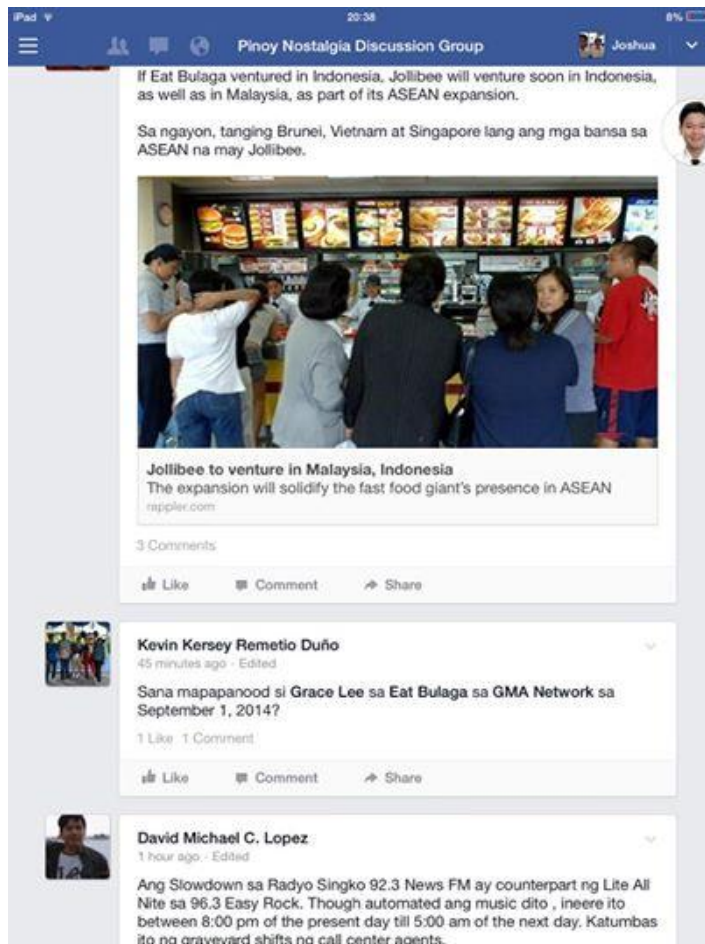 iPad
20:38
8%
Pinoy Nostalgia Discussion Group
Joshua
If Eat Bulaga ventured in Indonesia, Jollibee will venture soon in Indonesia,
as well as in Malaysia, as part of its ASEAN expansion.
Sa ngayon, tanging Brunei, Vietnam at Singapore lang ang mga bansa sa
ASEAN na may Jollibee.
Jollibee to venture in Malaysia, Indonesia
The expansion will solidify the fast food giant's presence in ASEAN
rappler.com
3 Comments
Like Comment Share
Kevin Kersey Remetio Duño
45 minutes ago · Edited
Sana mapapanood si Grace Lee sa Eat Bulaga sa GMA Network sa
September 1, 2014?
1 Like 1 Comment
Like Comment Share
David Michael C. Lopez
1 hour ago · Edited
Ang Slowdown sa Radyo Singko 92.3 News FM ay counterpart ng Lite All
Nite sa 96.3 Easy Rock. Though automated ang music dito , ineere ito
between 8:00 pm of the present day till 5:00 am of the next day. Katumbas
ito ng graveyard shifts ng call center agents.